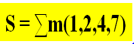 S = ∑m(1,2,4,7)